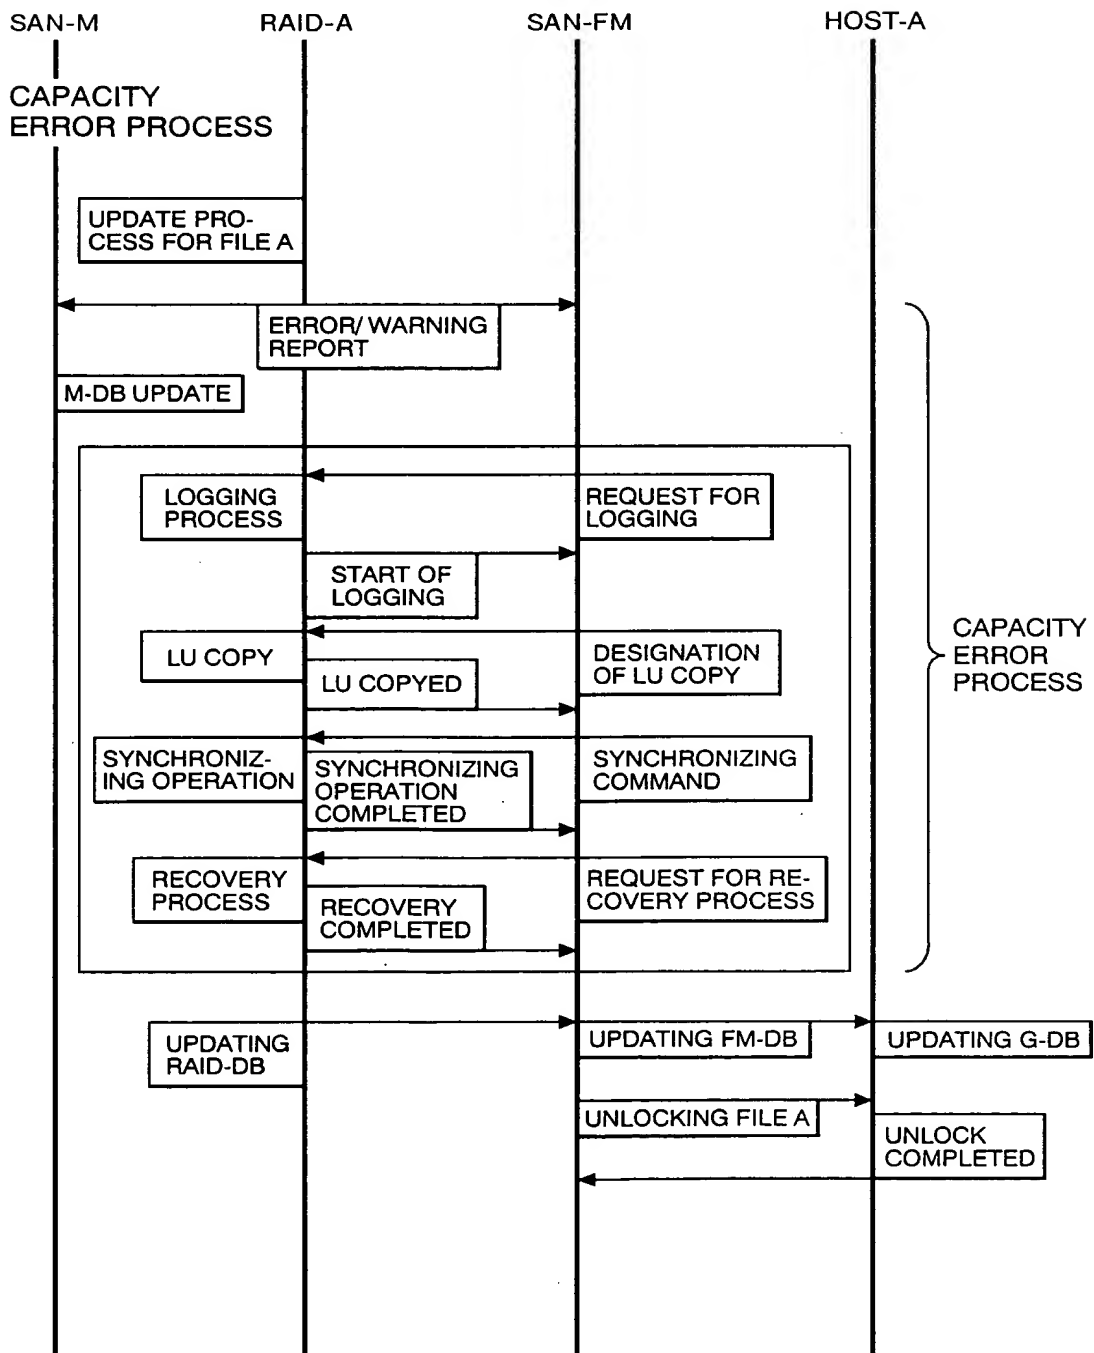 SAN-M RAID-A SAN-FM HOST-A
CAPACITY
ERROR PROCESS
UPDATE PRO-
CESS FOR FILE A
ERROR/ WARNING
REPORT
M-DB UPDATE
LOGGING
PROCESS
REQUEST FOR
LOGGING
START OF
LOGGING
LU COPY
DESIGNATION
OF LU COPY
LU COPYED
CAPACITY
ERROR
PROCESS
SYNCHRONIZ-
ING OPERATION
SYNCHRONIZING
OPERATION
COMPLETED
SYNCHRONIZING
COMMAND
RECOVERY
PROCESS
REQUEST FOR RE-
COVERY PROCESS
RECOVERY
COMPLETED
UPDATING
RAID-DB
UPDATING FM-DB
UPDATING G-DB
UNLOCKING FILE A
UNLOCK
COMPLETED